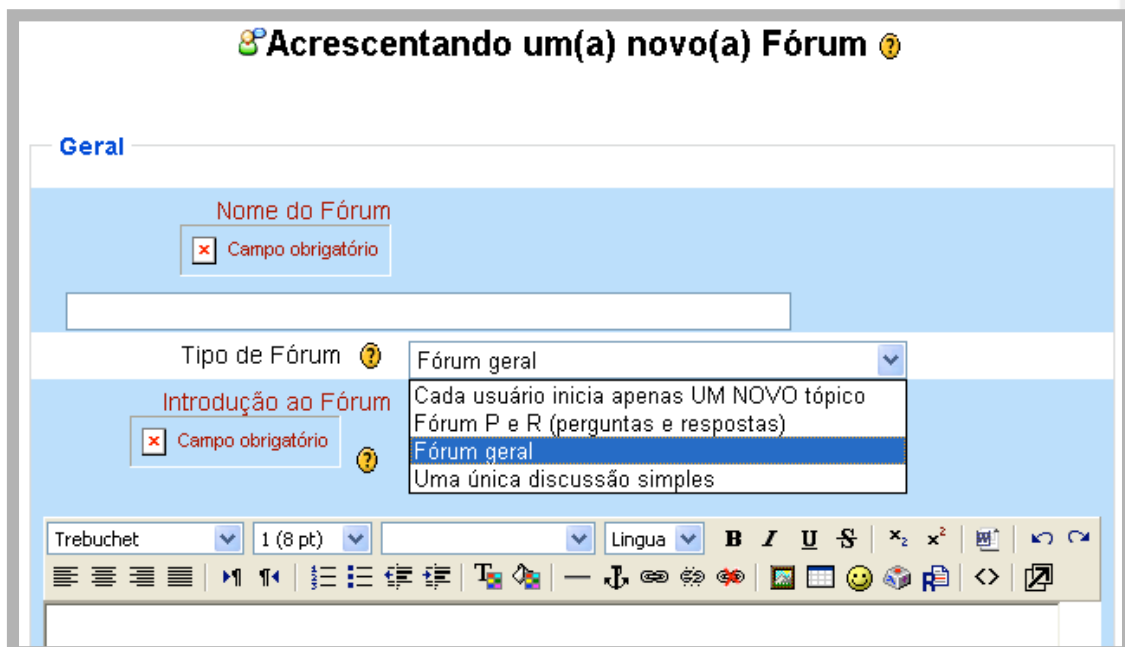 Acrescentando um(a) novo(a) Fórum
Geral
Nome do Fórum
Campo obrigatório
Tipo de Fórum
Fórum geral
Cada usuário inicia apenas UM NOVO tópico
Fórum P e R (perguntas e respostas)
Fórum geral
Uma única discussão simples
Introdução ao Fórum
Campo obrigatório
Trebuchet 1 (8 pt) Lingua B I U S x₂ x²